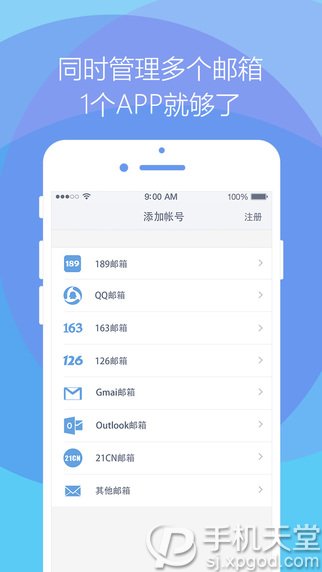 同时管理多个邮箱
1个APP就够了
9:00 AM
100%
添加帐号
注册
189 189邮箱
QQ邮箱
163 163邮箱
126 126邮箱
Gmai邮箱
Outlook邮箱
21CN 21CN邮箱
其他邮箱
手机天堂
sj.xpgod.com